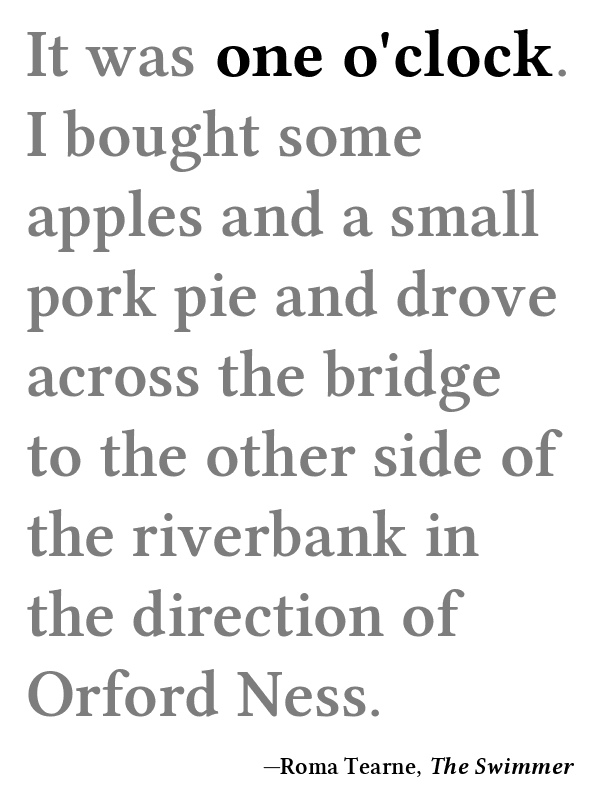 It was one o'clock.
I bought some
apples and a small
pork pie and drove
across the bridge
to the other side of
the riverbank in
the direction of
Orford Ness.
—Roma Tearne, The Swimmer